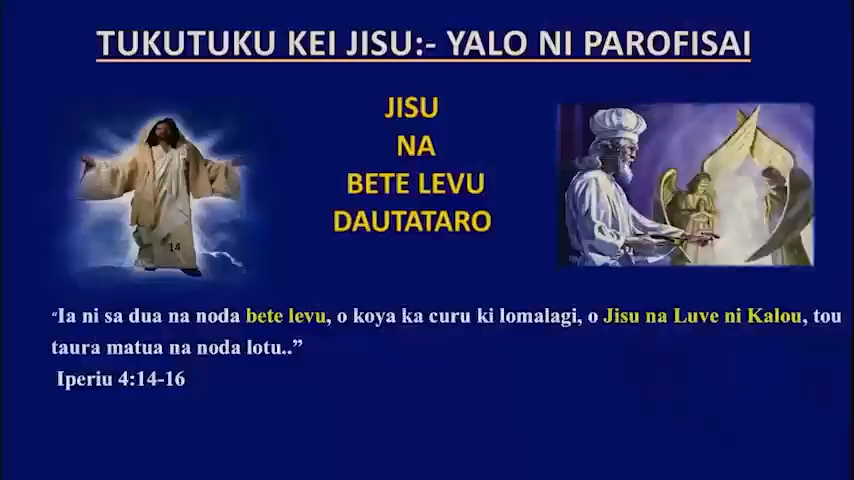 TUKUTUKU KEI JISU:- YALO NI PAROFISAI
JISU
NA
BETE LEVU
DAUTATARO
14
“Ia ni sa dua na noda bete levu, o koya ka curu ki lomalagi, o Jisu na Luve ni Kalou, tou
taura matua na noda lotu..”
Iperiu 4:14-16